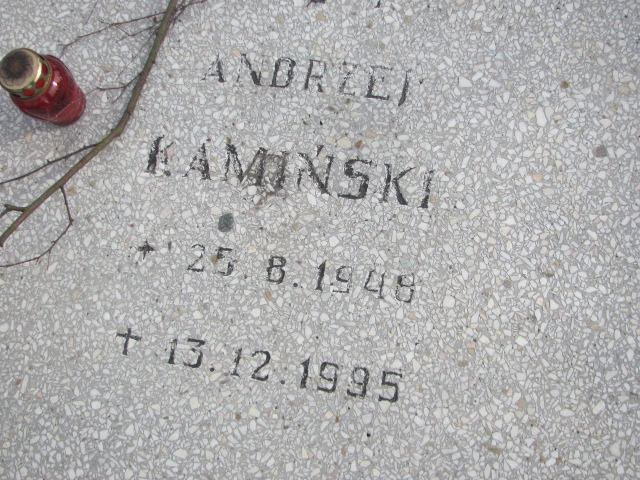 ANDRZEJ
KAMIŃSKI
* 25.8.1948
† 13.12.1995